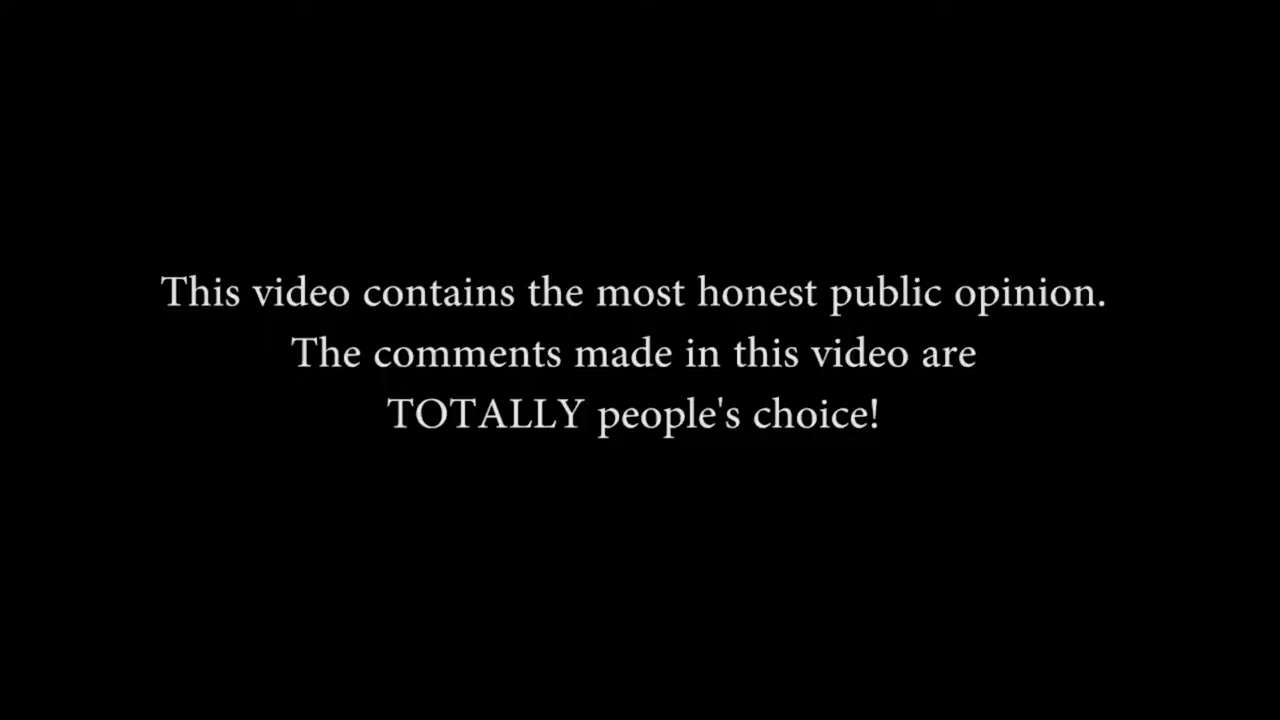 This video contains the most honest public opinion.
The comments made in this video are
TOTALLY people's choice!